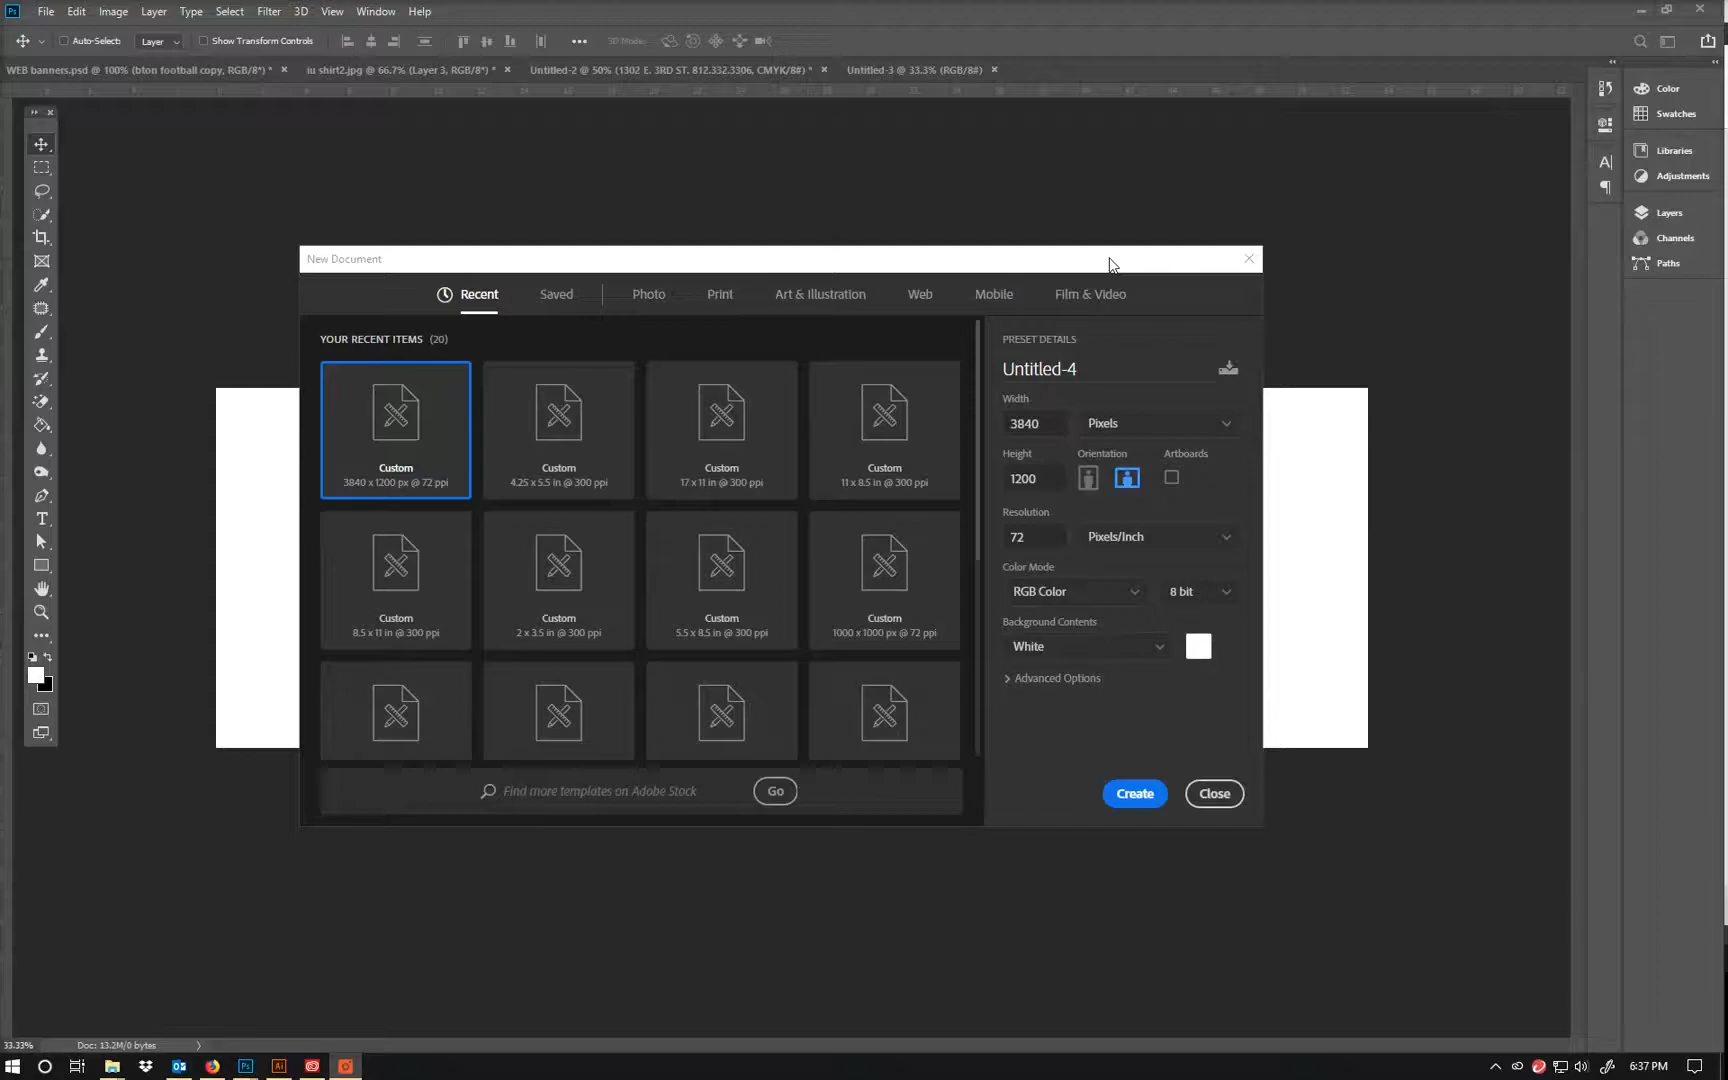 Ps File Edit Image Layer Type Select Filter 3D View Window Help
Auto-Select: Layer Show Transform Controls 3D Mode:
WEB banners.psd @ 100% (bton football copy, RGB/8*) * iu shirt2.jpg @ 66.7% (Layer 3, RGB/8*) * Untitled-2 @ 50% (1302 E. 3RD ST. 812.332.3306, CMYK/8#) * Untitled-3 @ 33.3% (RGB/8#)
Color
Swatches
Libraries
Adjustments
Layers
Channels
Paths
New Document
Recent Saved Photo Print Art & Illustration Web Mobile Film & Video
YOUR RECENT ITEMS (20)
Custom Custom Custom Custom
3840 x 1200 px @ 72 ppi 4.25 x 5.5 in @ 300 ppi 17 x 11 in @ 300 ppi 11 x 8.5 in @ 300 ppi
Custom Custom Custom Custom
8.5 x 11 in @ 300 ppi 2 x 3.5 in @ 300 ppi 5.5 x 8.5 in @ 300 ppi 1000 x 1000 px @ 72 ppi
Find more templates on Adobe Stock Go
PRESET DETAILS
Untitled-4
Width
3840 Pixels
Height Orientation Artboards
1200
Resolution
72 Pixels/Inch
Color Mode
RGB Color 8 bit
Background Contents
White
Advanced Options
Create Close
33.33% Doc: 13.2M/0 bytes
Ps Ai 6:37 PM